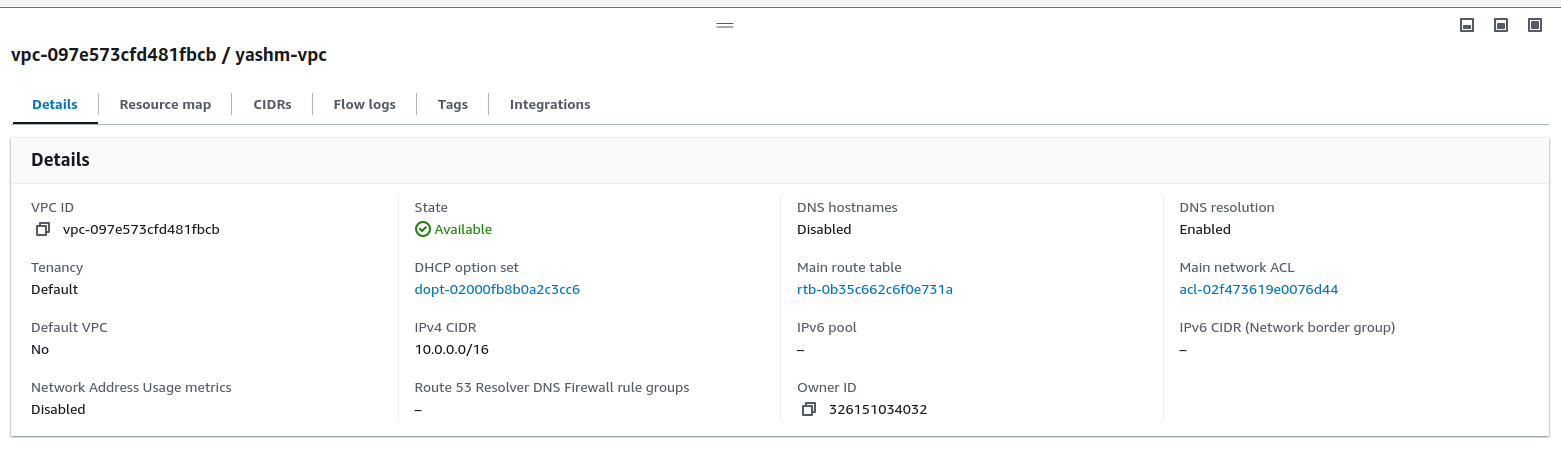 vpc-097e573cfd481fbcb / yashm-vpc
Details
Resource map
CIDRs
Flow logs
Tags
Integrations
Details
VPC ID
vpc-097e573cfd481fbcb
State
Available
DNS hostnames
Disabled
DNS resolution
Enabled
Tenancy
Default
DHCP option set
dopt-02000fb8b0a2c3cc6
Main route table
rtb-0b35c662c6f0e731a
Main network ACL
acl-02f473619e0076d44
Default VPC
No
IPv4 CIDR
10.0.0.0/16
IPv6 pool
–
IPv6 CIDR (Network border group)
–
Network Address Usage metrics
Disabled
Route 53 Resolver DNS Firewall rule groups
–
Owner ID
326151034032